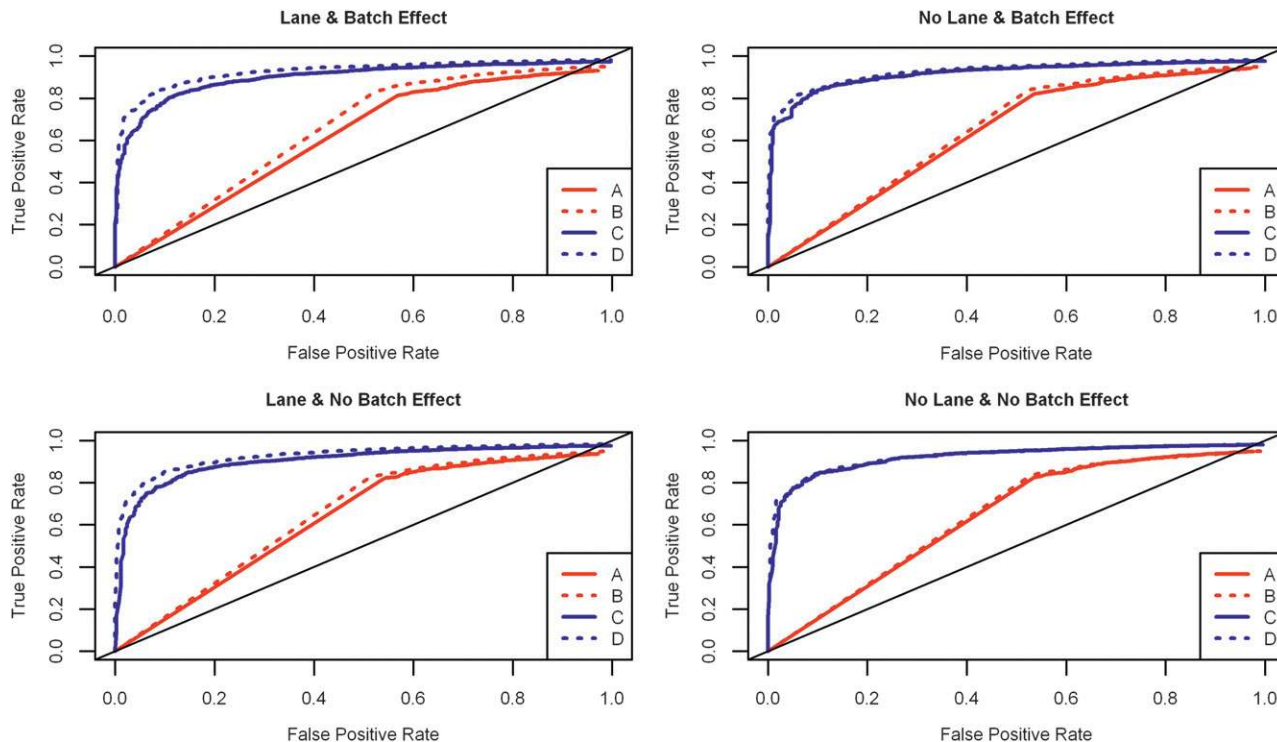 Lane & Batch Effect
True Positive Rate
1.0
0.8
0.6
0.4
0.2
0.0
A
B
C
D
0.0 0.2 0.4 0.6 0.8 1.0
False Positive Rate
No Lane & Batch Effect
True Positive Rate
1.0
0.8
0.6
0.4
0.2
0.0
A
B
C
D
0.0 0.2 0.4 0.6 0.8 1.0
False Positive Rate
Lane & No Batch Effect
True Positive Rate
1.0
0.8
0.6
0.4
0.2
0.0
A
B
C
D
0.0 0.2 0.4 0.6 0.8 1.0
False Positive Rate
No Lane & No Batch Effect
True Positive Rate
1.0
0.8
0.6
0.4
0.2
0.0
A
B
C
D
0.0 0.2 0.4 0.6 0.8 1.0
False Positive Rate